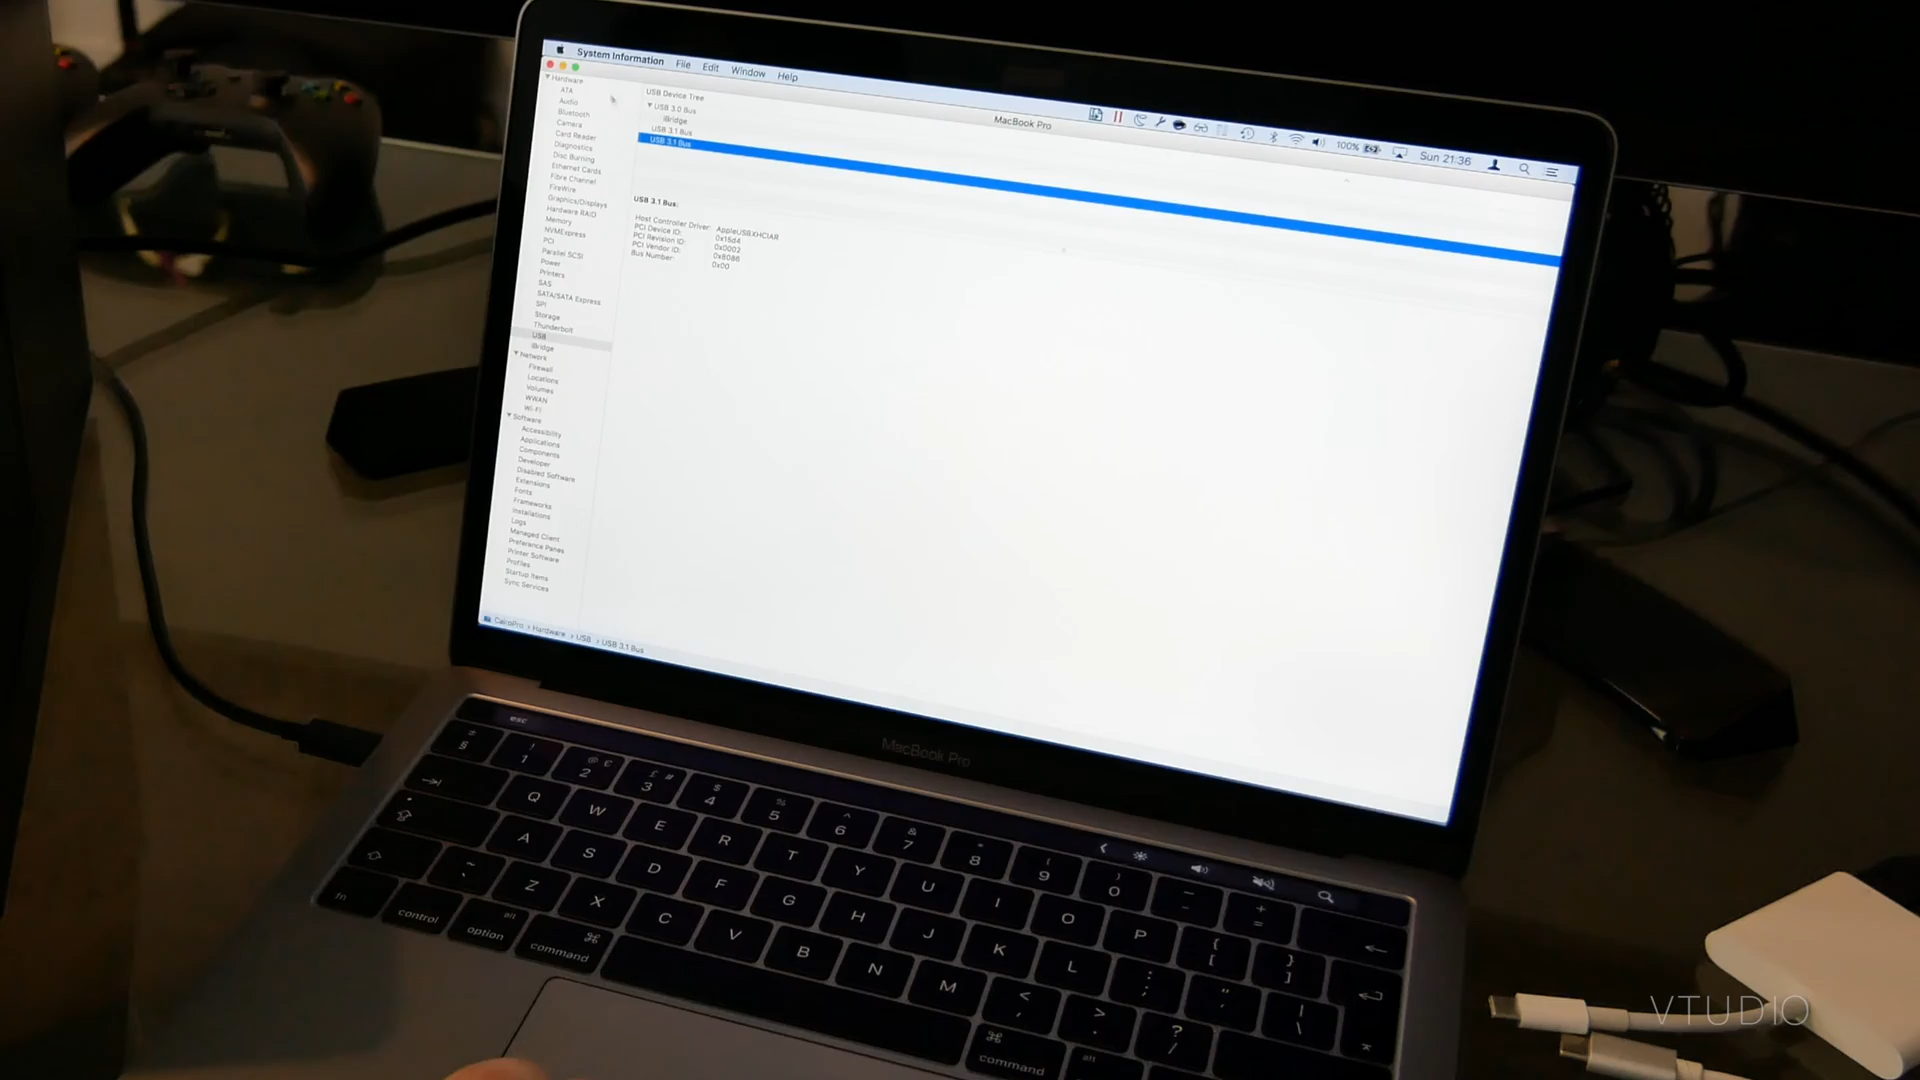 System Information File Edit Window Help
100% Sun 21:36
MacBook Pro
Hardware
ATA
Audio
Bluetooth
Camera
Card Reader
Diagnostics
Disc Burning
Ethernet Cards
Fibre Channel
FireWire
Graphics/Displays
Hardware RAID
Memory
NVMExpress
PCI
Parallel SCSI
Power
Printers
SAS
SATA/SATA Express
SPI
Storage
Thunderbolt
USB
iBridge
Network
Firewall
Locations
Volumes
WWAN
Wi-Fi
Software
Accessibility
Applications
Components
Developer
Disabled Software
Extensions
Fonts
Frameworks
Installations
Logs
Managed Client
Preference Panes
Printer Software
Profiles
Startup Items
Sync Services
USB Device Tree
USB 3.0 Bus
iBridge
USB 3.1 Bus
USB 3.1 Bus
USB 3.1 Bus:
Host Controller Driver: AppleUSBXHCIAR
PCI Device ID: 0x15d4
PCI Revision ID: 0x0002
PCI Vendor ID: 0x8086
Bus Number: 0x00
CairoPro › Hardware › USB › USB 3.1 Bus
MacBook Pro
esc
± § ! 1 @ € 2 £ # 3 $ 4 % 5 ^ 6 & 7 * 8 ( 9 ) 0 _ - + =
Q W E R T Y U I O P { [ } ]
A S D F G H J K L : ; " ' | \
~ ` Z X C V B N M < , > . ? /
fn control alt option ⌘ command ⌘ command alt
VTUDIO